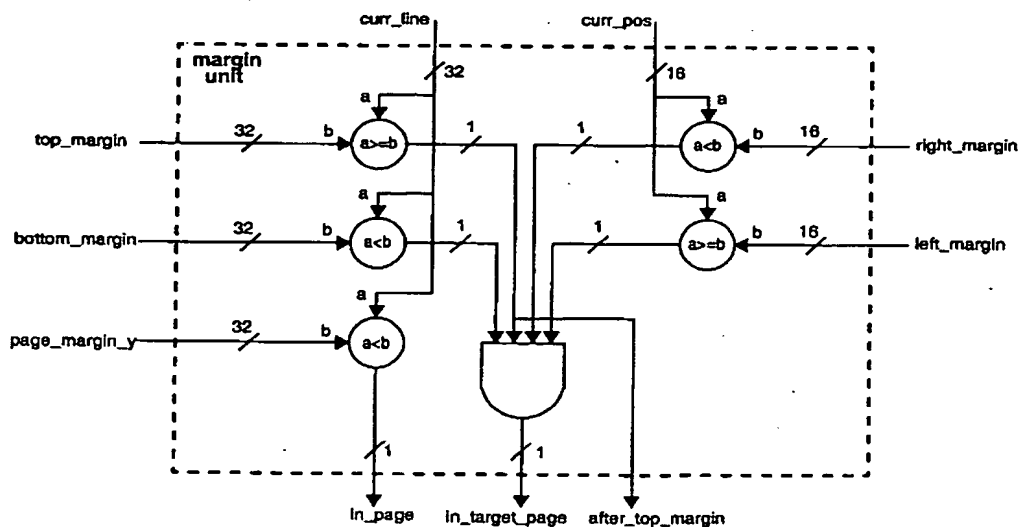 curr_line curr_pos
margin
unit
32 16
a a
top_margin 32 b a>=b 1 1 a<b b 16 right_margin
a a
bottom_margin 32 b a<b 1 1 a>=b b 16 left_margin
a
page_margin_y 32 b a<b
1 1
in_page in_target_page after_top_margin